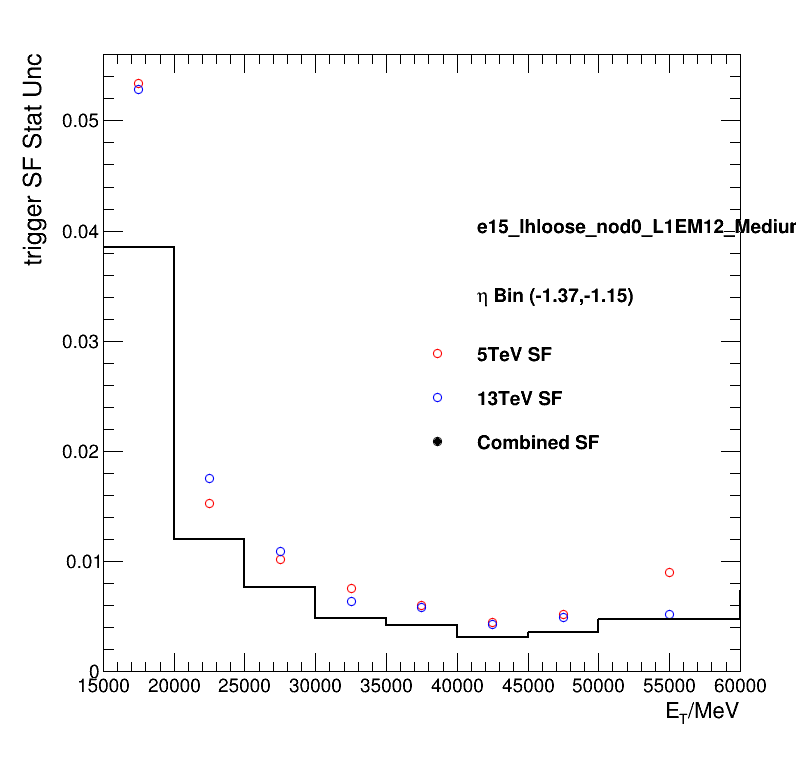 trigger SF Stat Unc
0.05
0.04
0.03
0.02
0.01
0
e15_lhloose_nod0_L1EM12_Medium
η Bin (-1.37,-1.15)
5TeV SF
13TeV SF
Combined SF
15000 20000 25000 30000 35000 40000 45000 50000 55000 60000
E_T/MeV